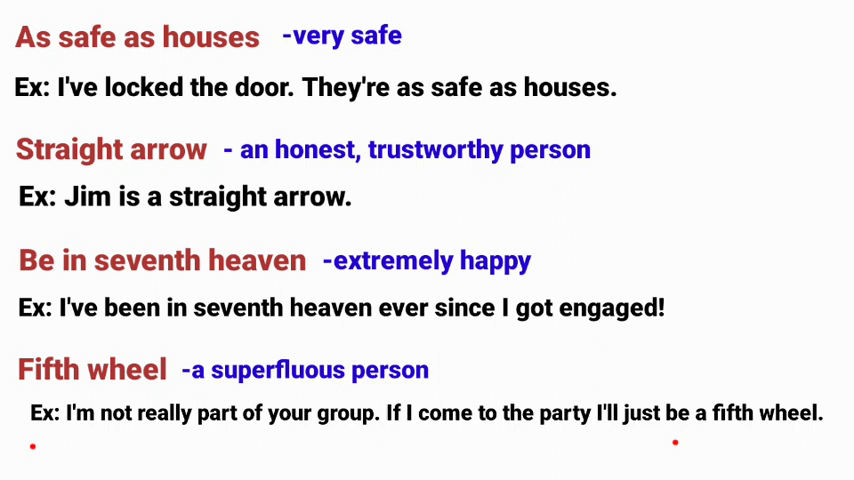 As safe as houses -very safe
Ex: I've locked the door. They're as safe as houses.
Straight arrow - an honest, trustworthy person
Ex: Jim is a straight arrow.
Be in seventh heaven -extremely happy
Ex: I've been in seventh heaven ever since I got engaged!
Fifth wheel -a superfluous person
Ex: I'm not really part of your group. If I come to the party I'll just be a fifth wheel.